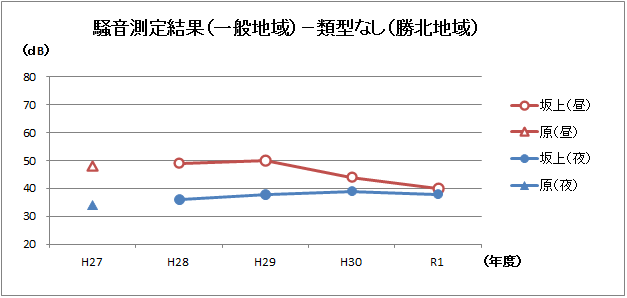 騒音測定結果(一般地域)－類型なし(勝北地域)
(dB)
80
70
60
50
40
30
20
H27 H28 H29 H30 R1 (年度)
坂上(昼)
原(昼)
坂上(夜)
原(夜)